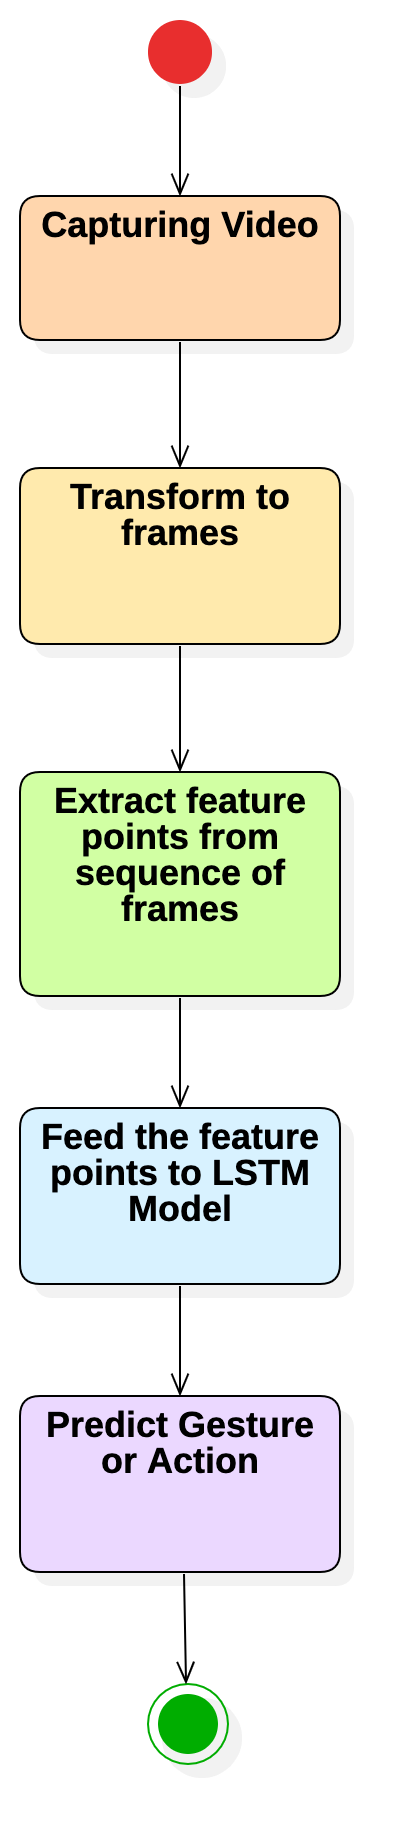 Capturing Video
Transform to
frames
Extract feature
points from
sequence of
frames
Feed the feature
points to LSTM
Model
Predict Gesture
or Action